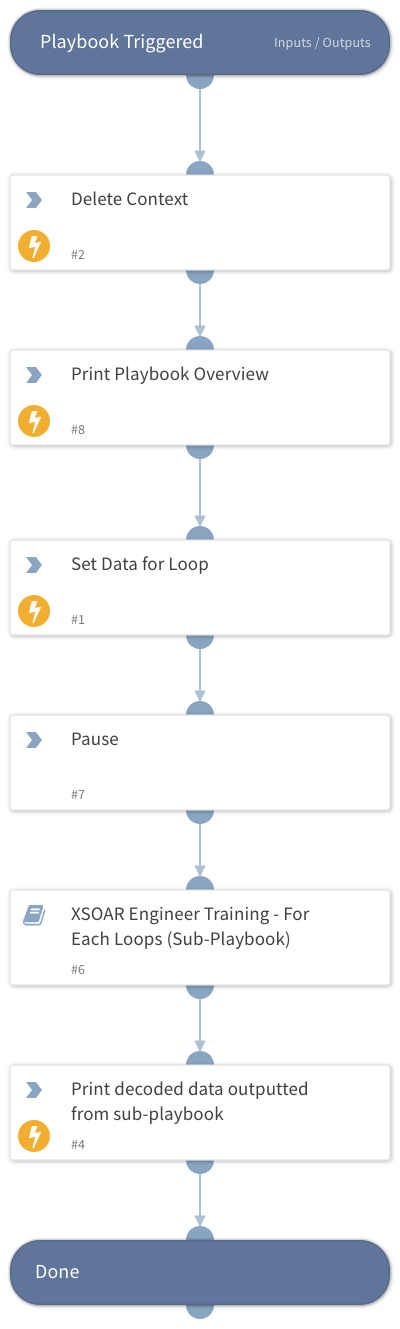 Playbook Triggered
Inputs / Outputs
Delete Context
#2
Print Playbook Overview
#8
Set Data for Loop
#1
Pause
#7
XSOAR Engineer Training - For
Each Loops (Sub-Playbook)
#6
Print decoded data outputted
from sub-playbook
#4
Done